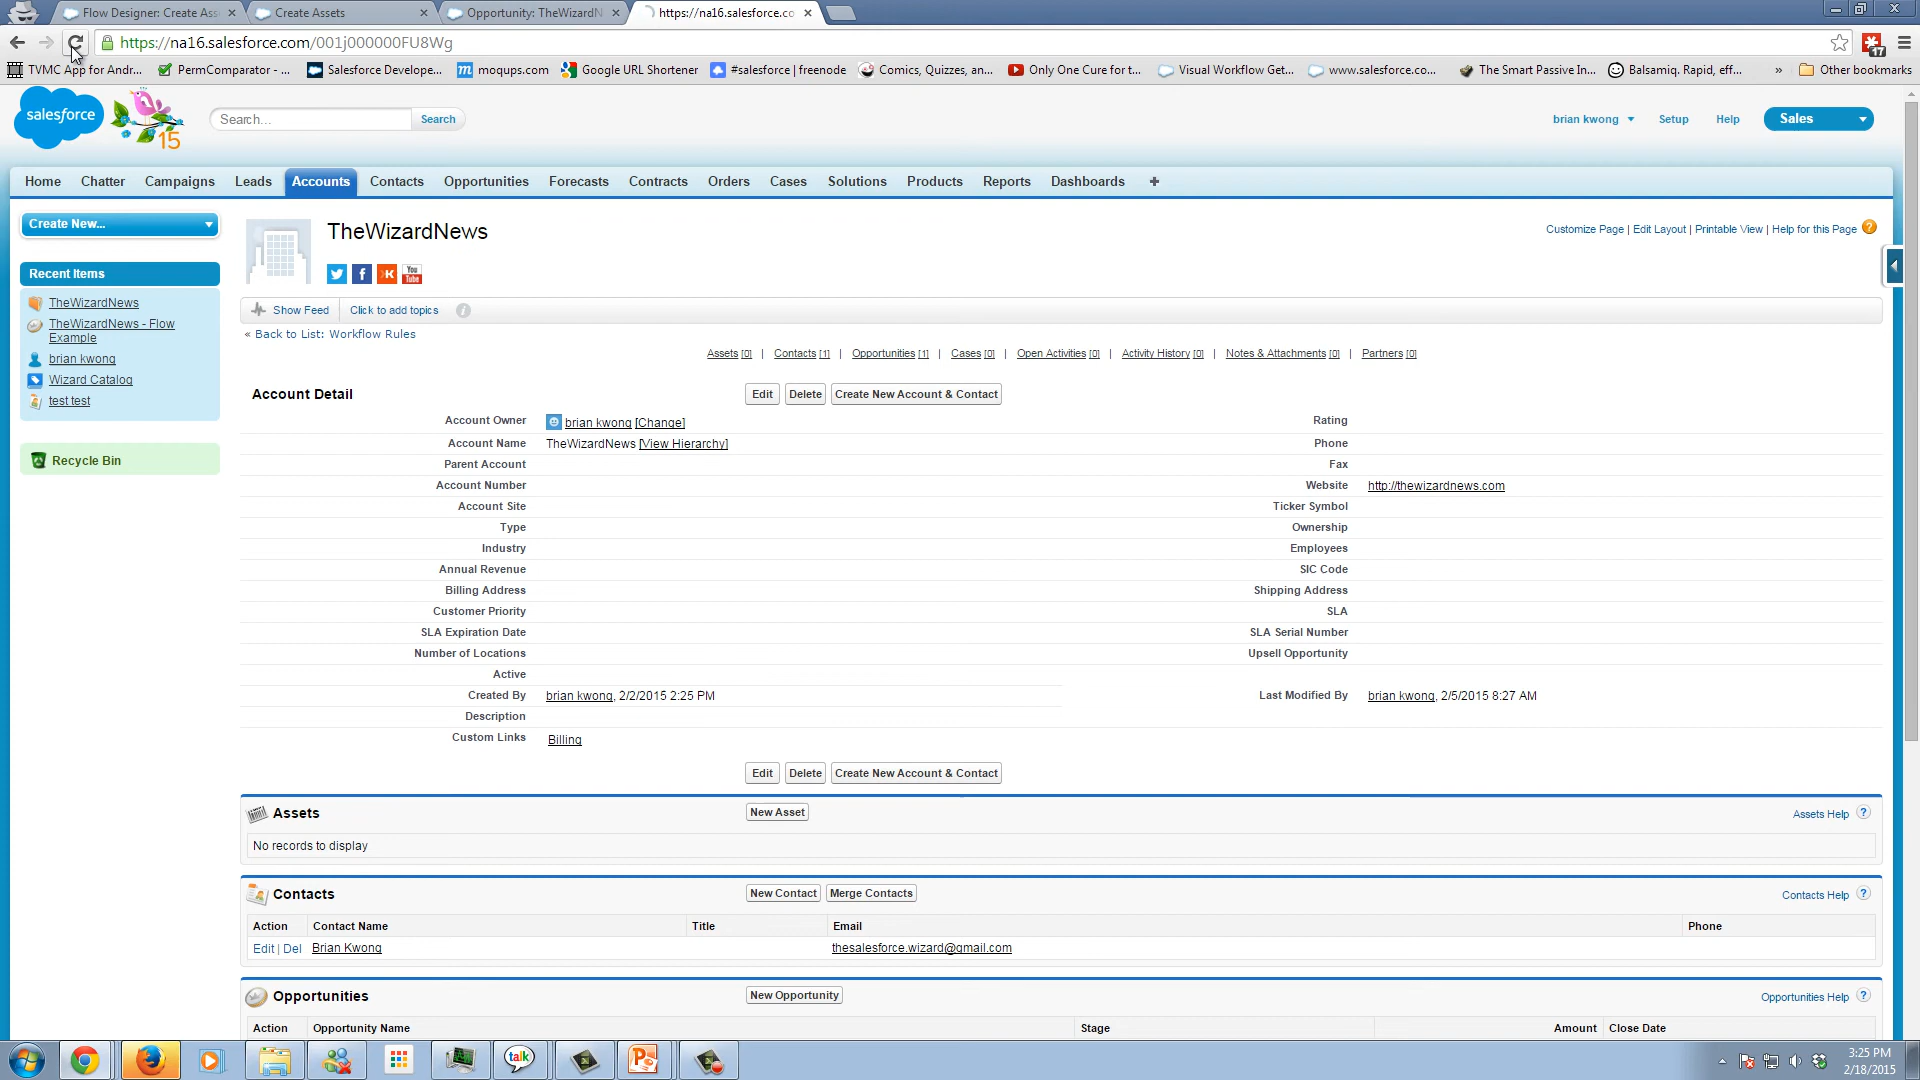 Flow Designer: Create Ass
Create Assets
Opportunity: TheWizardN
https://na16.salesforce.co
https://na16.salesforce.com/001j000000FU8Wg
17
TVMC App for Andr...
PermComparator - ...
Salesforce Develope...
moqups.com
Google URL Shortener
#salesforce | freenode
Comics, Quizzes, an...
Only One Cure for t...
Visual Workflow Get...
www.salesforce.co...
The Smart Passive In...
Balsamiq. Rapid, eff...
»
Other bookmarks
salesforce
15
Search...
Search
brian kwong
Setup
Help
Sales
Home
Chatter
Campaigns
Leads
Accounts
Contacts
Opportunities
Forecasts
Contracts
Orders
Cases
Solutions
Products
Reports
Dashboards
+
Create New...
Recent Items
TheWizardNews
TheWizardNews - Flow
Example
brian kwong
Wizard Catalog
test test
Recycle Bin
TheWizardNews
Customize Page | Edit Layout | Printable View | Help for this Page ?
You
Tube
Show Feed
Click to add topics
i
« Back to List: Workflow Rules
Assets [0] | Contacts [1] | Opportunities [1] | Cases [0] | Open Activities [0] | Activity History [0] | Notes & Attachments [0] | Partners [0]
Account Detail
Edit
Delete
Create New Account & Contact
Account Owner brian kwong [Change]
Rating
Account Name TheWizardNews [View Hierarchy]
Phone
Parent Account
Fax
Account Number
Website http://thewizardnews.com
Account Site
Ticker Symbol
Type
Ownership
Industry
Employees
Annual Revenue
SIC Code
Billing Address
Shipping Address
Customer Priority
SLA
SLA Expiration Date
SLA Serial Number
Number of Locations
Upsell Opportunity
Active
Created By brian kwong, 2/2/2015 2:25 PM
Last Modified By brian kwong, 2/5/2015 8:27 AM
Description
Custom Links Billing
Edit
Delete
Create New Account & Contact
Assets
New Asset
Assets Help ?
No records to display
Contacts
New Contact
Merge Contacts
Contacts Help ?
Action Contact Name Title Email Phone
Edit | Del Brian Kwong thesalesforce.wizard@gmail.com
Opportunities
New Opportunity
Opportunities Help ?
Action Opportunity Name Stage Amount Close Date
talk
3:25 PM
2/18/2015